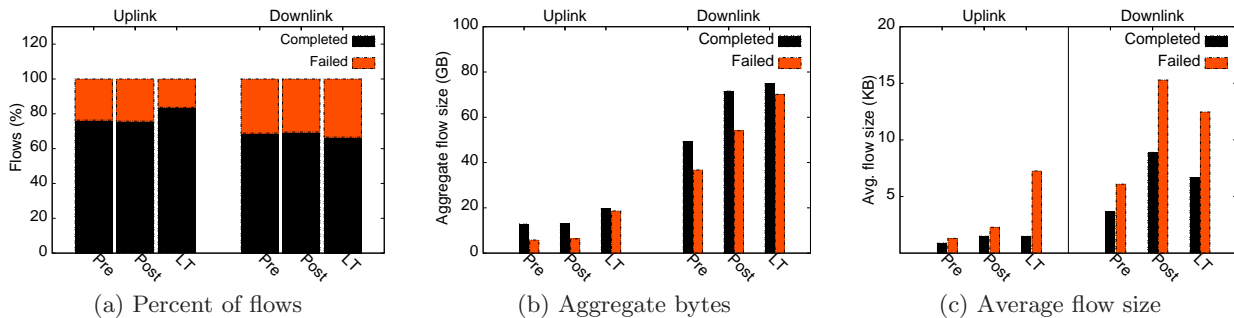 Uplink Downlink
Completed
Failed
Flows (%)
120
100
80
60
40
20
0
Pre Post LT Pre Post LT
(a) Percent of flows
Uplink Downlink
Completed
Failed
Aggregate flow size (GB)
100
80
60
40
20
0
Pre Post LT Pre Post LT
(b) Aggregate bytes
Uplink Downlink
Completed
Failed
Avg. flow size (KB)
20
15
10
5
Pre Post LT Pre Post LT
(c) Average flow size